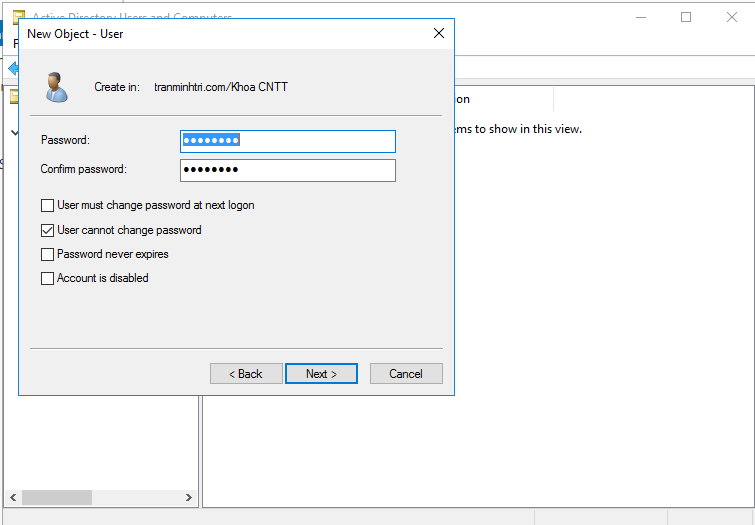 Active Directory Users and Computers
New Object - User
Create in: tranminhtri.com/Khoa CNTT
Password: ●●●●●●●●
Confirm password: ●●●●●●●●
User must change password at next logon
User cannot change password
Password never expires
Account is disabled
< Back
Next >
Cancel
ems to show in this view.